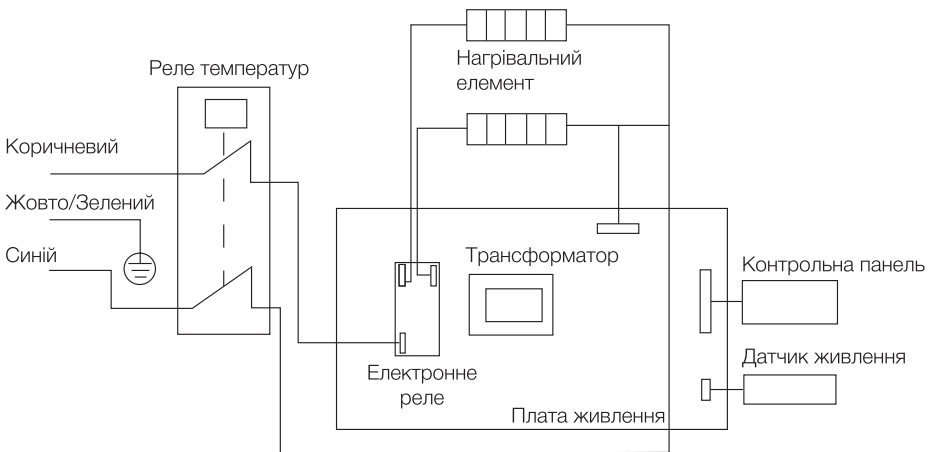 Нагрівальний
елемент
Реле температур
Коричневий
Жовто/Зелений
Синій
Трансформатор
Контрольна панель
Датчик живлення
Електронне
реле
Плата живлення